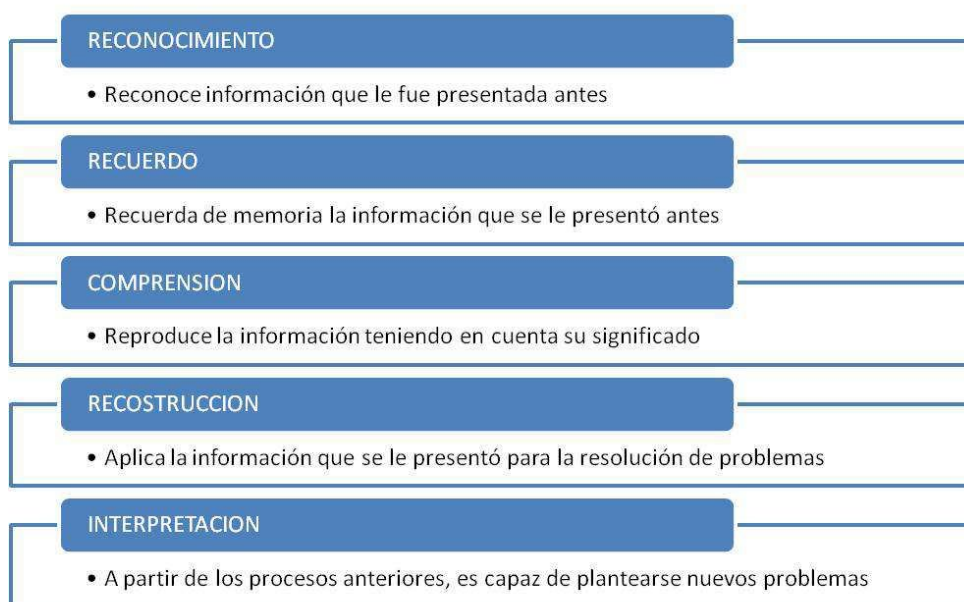 RECONOCIMIENTO
• Reconoce información que le fue presentada antes
RECUERDO
• Recuerda de memoria la información que se le presentó antes
COMPRENSION
• Reproduce la información teniendo en cuenta su significado
RECOSTRUCCION
• Aplica la información que se le presentó para la resolución de problemas
INTERPRETACION
• A partir de los procesos anteriores, es capaz de plantearse nuevos problemas